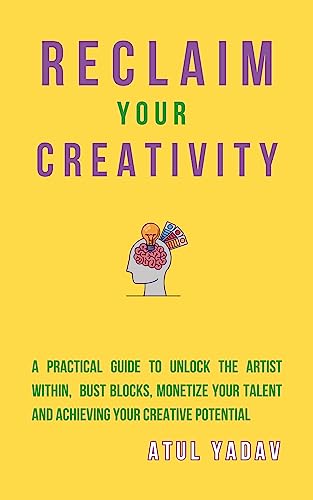 RECLAIM
YOUR
CREATIVITY
A PRACTICAL GUIDE TO UNLOCK THE ARTIST
WITHIN, BUST BLOCKS, MONETIZE YOUR TALENT
AND ACHIEVING YOUR CREATIVE POTENTIAL
ATUL YADAV